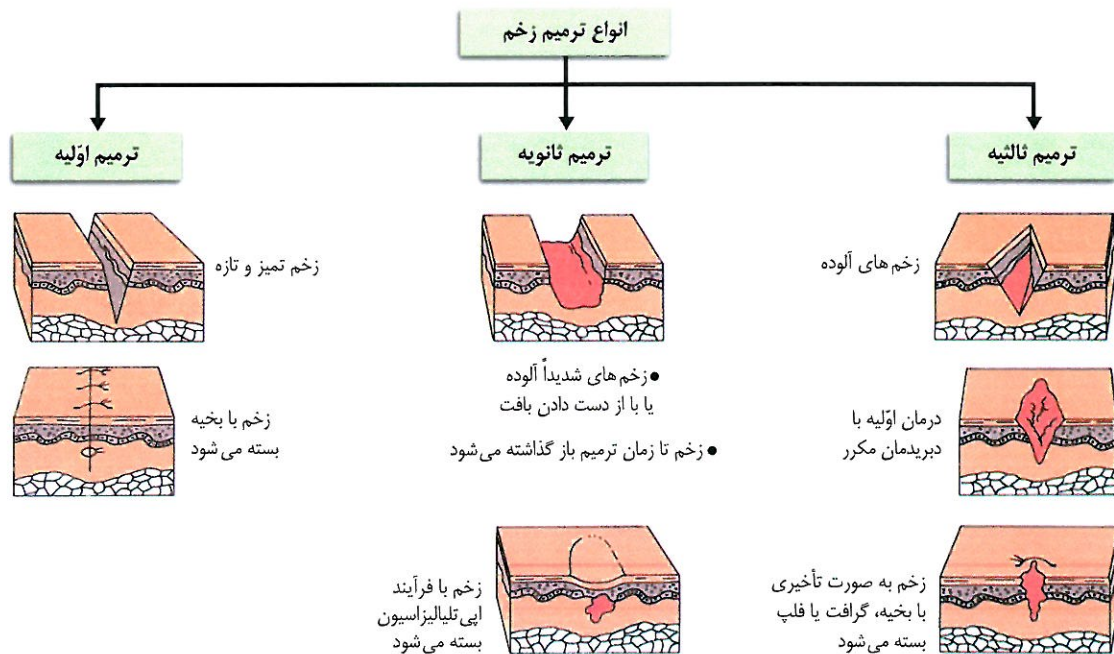 انواع ترمیم زخم
ترمیم ثالثیه
زخم های آلوده
درمان اوّلیه با
دبریدمان مکرر
زخم به صورت تأخیری
با بخیه، گرافت یا فلپ
بسته می‌شود
ترمیم ثانویه
● زخم های شدیداً آلوده
یا با از دست دادن بافت
● زخم تا زمان ترمیم باز گذاشته می‌شود
زخم با فرآیند
اپی‌تلیالیزاسیون
بسته می‌شود
ترمیم اوّلیه
زخم تمیز و تازه
زخم با بخیه
بسته می‌شود